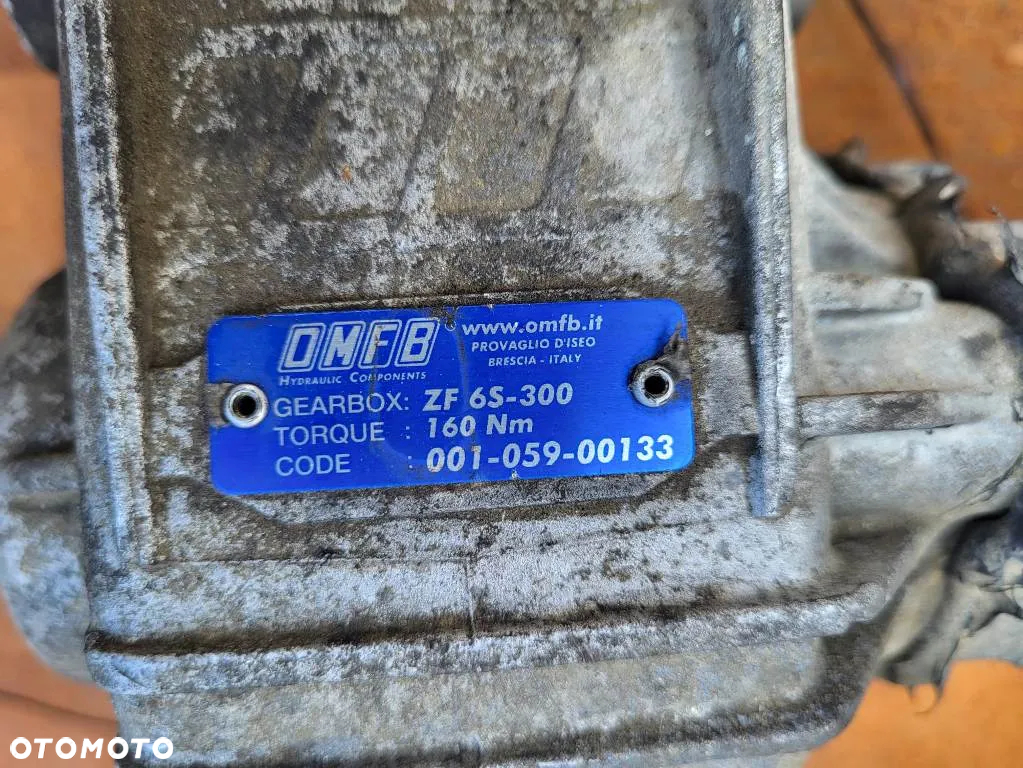 OMFB
HYDRAULIC COMPONENTS
www.omfb.it
PROVAGLIO D'ISEO
BRESCIA - ITALY
GEARBOX: ZF 6S-300
TORQUE : 160 Nm
CODE : 001-059-00133
OTOMOTO